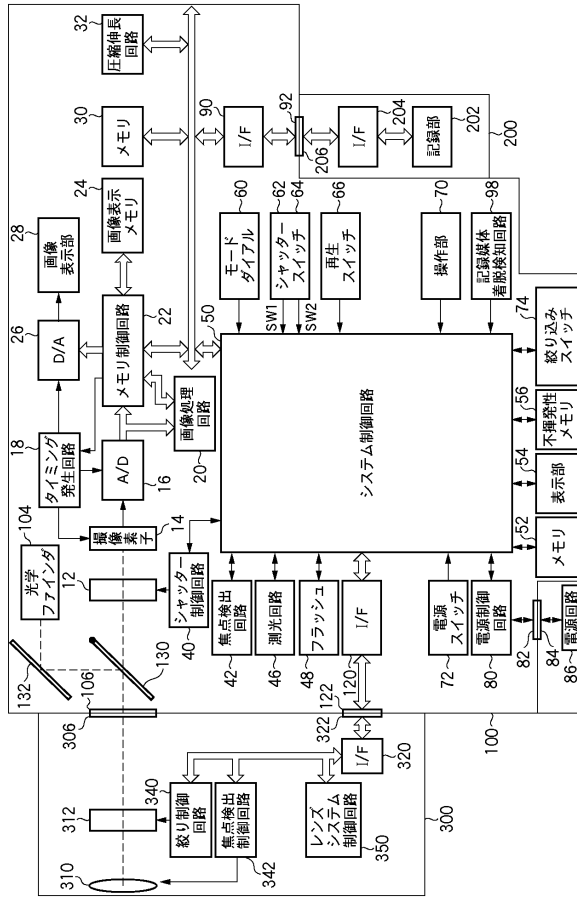 32
圧縮伸長
回路
30
メモリ
24
画像表示
メモリ
28
画像
表示部
26
D/A
22
メモリ制御回路
18
タイミング
発生回路
16
A/D
20
画像処理
回路
14
撮像素子
12
104
光学
ファインダ
132
130
106
306
312
310
40
シャッター
制御回路
90
I/F
92
206
204
I/F
202
記録部
200
50
システム制御回路
60
モード
ダイアル
62
64
シャッター
スイッチ
SW1
SW2
66
再生
スイッチ
70
操作部
98
記録媒体
着脱検知回路
74
絞り込み
スイッチ
56
不揮発性
メモリ
54
表示部
52
メモリ
42
焦点検出
回路
46
測光回路
48
フラッシュ
120
I/F
122
322
72
電源
スイッチ
80
電源制御
回路
82
84
86
電源回路
100
340
絞り制御
回路
342
焦点検出
制御回路
320
I/F
350
レンズ
システム
制御回路
300